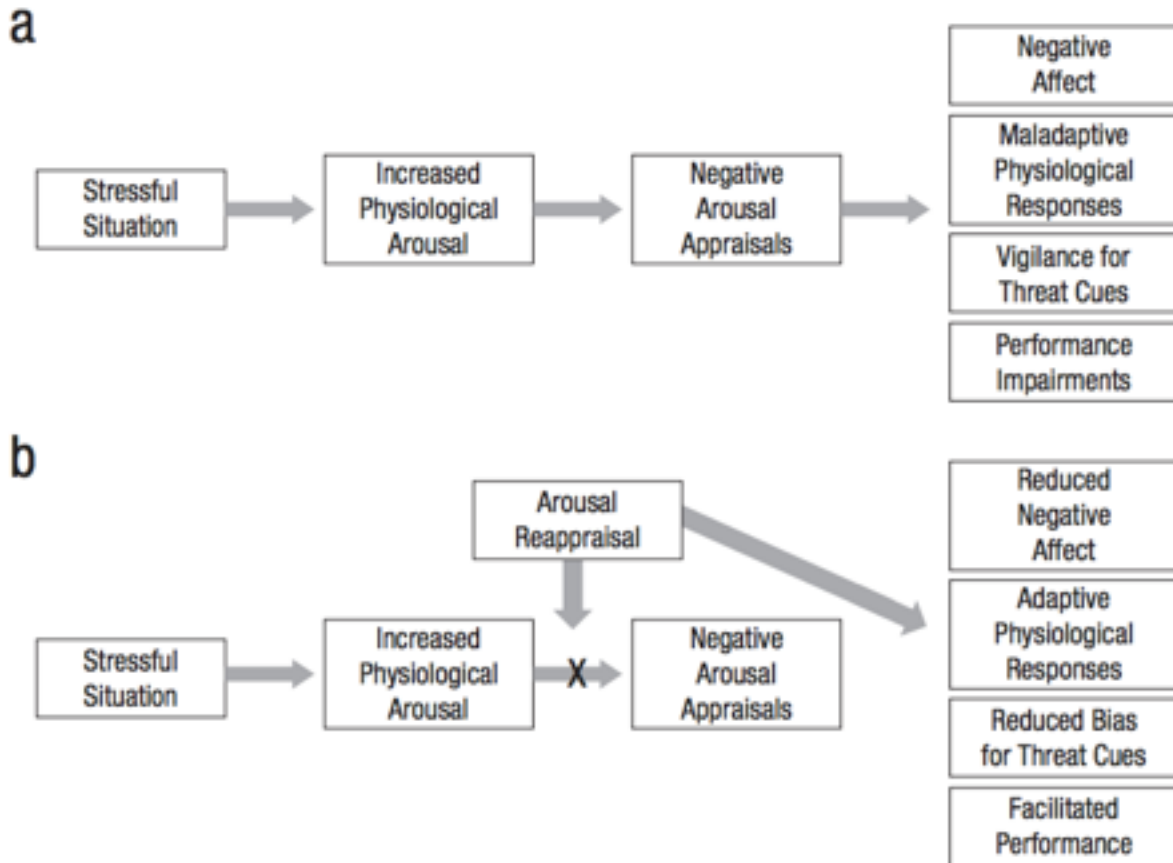 a
Negative
Affect
Stressful
Situation
Increased
Physiological
Arousal
Negative
Arousal
Appraisals
Maladaptive
Physiological
Responses
Vigilance for
Threat Cues
Performance
Impairments
b
Arousal
Reappraisal
Stressful
Situation
Increased
Physiological
Arousal
X
Negative
Arousal
Appraisals
Reduced
Negative
Affect
Adaptive
Physiological
Responses
Reduced Bias
for Threat Cues
Facilitated
Performance